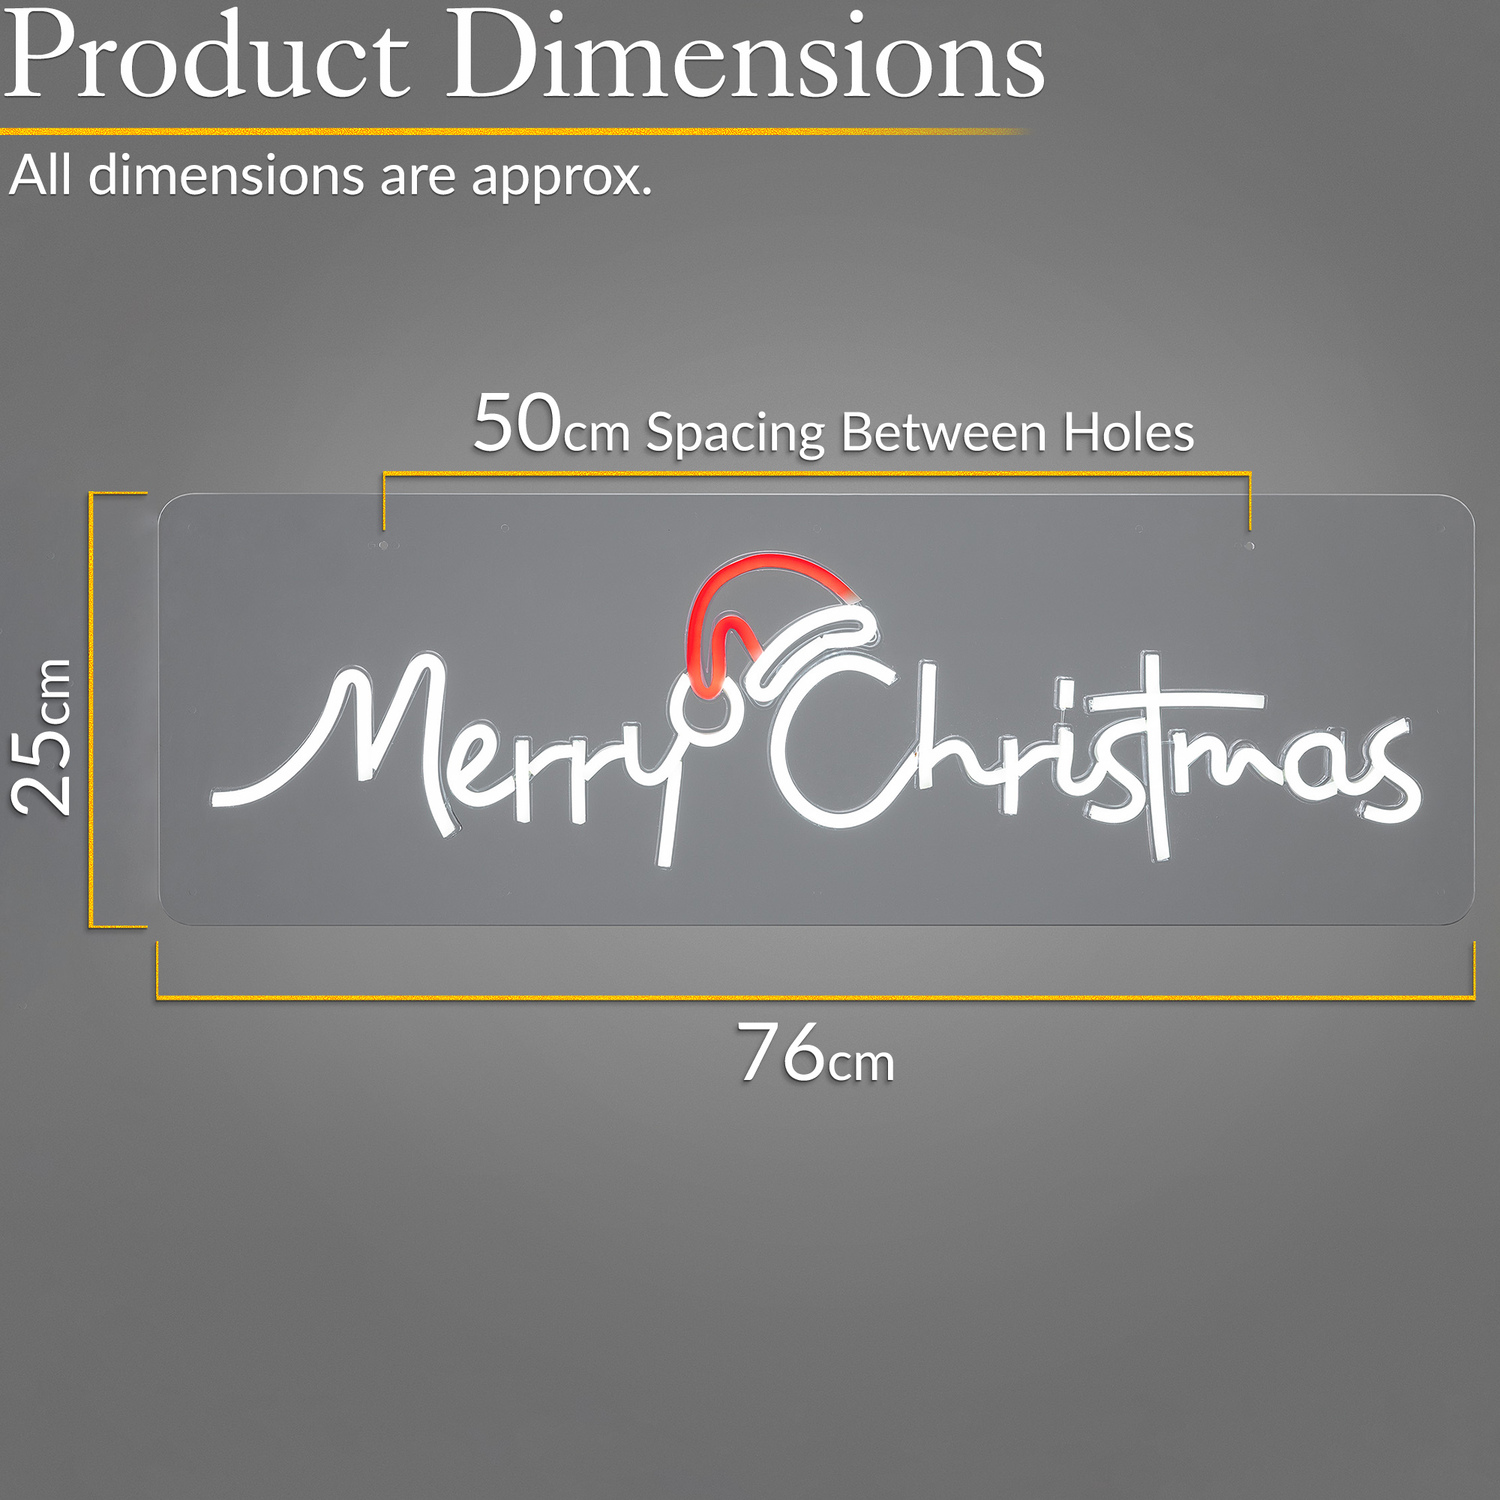 Product Dimensions
All dimensions are approx.
50cm Spacing Between Holes
25cm
Merry Christmas
76cm